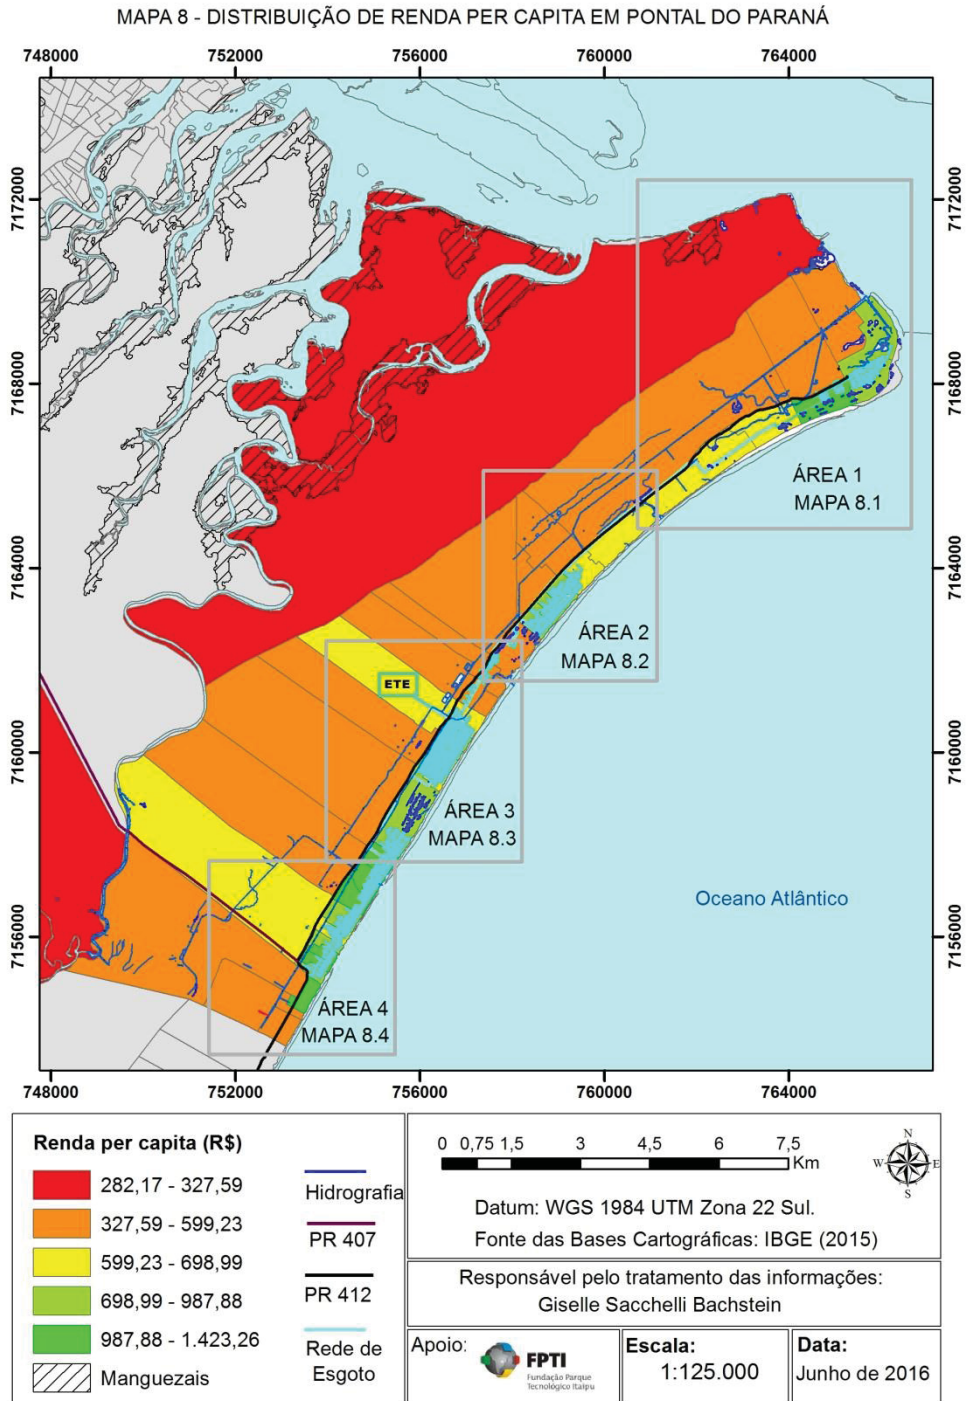 MAPA 8 - DISTRIBUIÇÃO DE RENDA PER CAPITA EM PONTAL DO PARANÁ
748000 752000 756000 760000 764000
7172000 7172000
7168000 7168000
ÁREA 1
MAPA 8.1
7164000 7164000
ÁREA 2
MAPA 8.2
ETE
7160000 7160000
ÁREA 3
MAPA 8.3
Oceano Atlântico
7156000 7156000
ÁREA 4
MAPA 8.4
748000 752000 756000 760000 764000
Renda per capita (R$)
282,17 - 327,59
327,59 - 599,23
599,23 - 698,99
698,99 - 987,88
987,88 - 1.423,26
Manguezais
Hidrografia
PR 407
PR 412
Rede de
Esgoto
0 0,75 1,5 3 4,5 6 7,5
Km
N
W E
S
Datum: WGS 1984 UTM Zona 22 Sul.
Fonte das Bases Cartográficas: IBGE (2015)
Responsável pelo tratamento das informações:
Giselle Sacchelli Bachstein
Apoio:
FPTI
Fundação Parque
Tecnológico Itaipu
Escala:
1:125.000
Data:
Junho de 2016